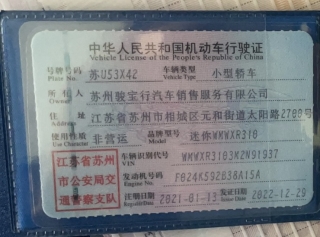 中华人民共和国机动车行驶证
Vehicle License of the People's Republic of China
号牌号码 苏U53X42 车辆类型 小型轿车
Plate No. Vehicle Type
所有人 苏州骏宝行汽车销售服务有限公司
Owner
住址 江苏省苏州市相城区元和街道太阳路2700号
Address
使用性质 非营运 品牌型号 迷你WMWXR310
Use Character Model
江苏省苏州市公安局交通警察支队
车辆识别代号
VIN
发动机号码
Engine No.
注册日期 2021-01-13 发证日期 2022-12-29
Register Date Issue Date